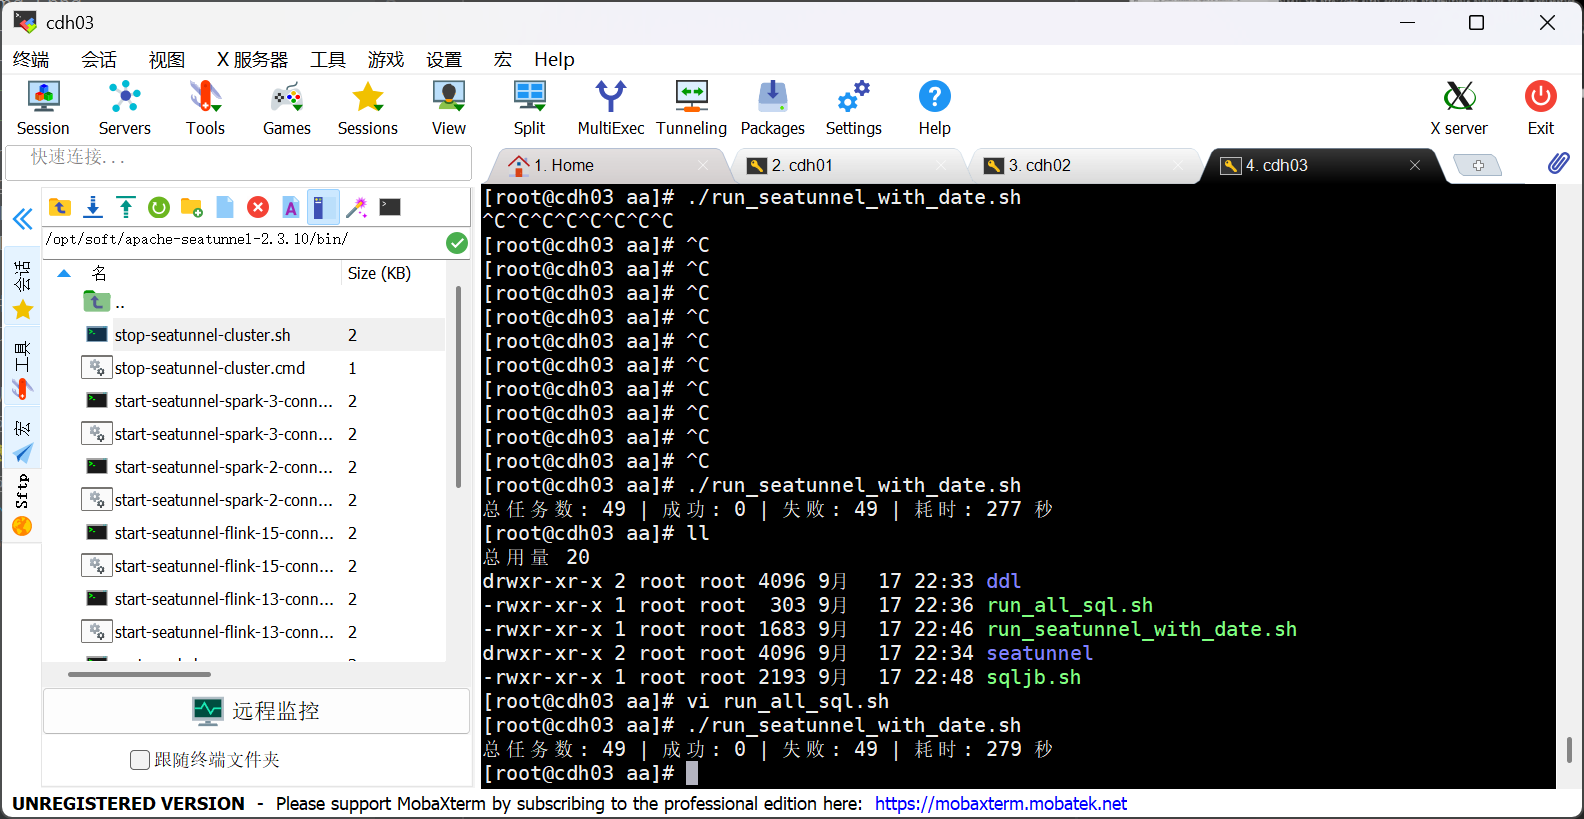 cdh03
终端 会话 视图 X 服务器 工具 游戏 设置 宏 Help
Session Servers Tools Games Sessions View Split MultiExec Tunneling Packages Settings Help X server Exit
快速连接...
1. Home 2. cdh01 3. cdh02 4. cdh03
/opt/soft/apache-seatunnel-2.3.10/bin/
名 Size (KB)
..
stop-seatunnel-cluster.sh 2
stop-seatunnel-cluster.cmd 1
start-seatunnel-spark-3-conn... 2
start-seatunnel-spark-3-conn... 2
start-seatunnel-spark-2-conn... 2
start-seatunnel-spark-2-conn... 2
start-seatunnel-flink-15-conn... 2
start-seatunnel-flink-15-conn... 2
start-seatunnel-flink-13-conn... 2
start-seatunnel-flink-13-conn... 2
会话
工具
宏
Sftp
远程监控
跟随终端文件夹
[root@cdh03 aa]# ./run_seatunnel_with_date.sh
^C^C^C^C^C^C^C^C
[root@cdh03 aa]# ^C
[root@cdh03 aa]# ^C
[root@cdh03 aa]# ^C
[root@cdh03 aa]# ^C
[root@cdh03 aa]# ^C
[root@cdh03 aa]# ^C
[root@cdh03 aa]# ^C
[root@cdh03 aa]# ^C
[root@cdh03 aa]# ^C
[root@cdh03 aa]# ^C
[root@cdh03 aa]# ./run_seatunnel_with_date.sh
总任务数: 49 | 成功: 0 | 失败: 49 | 耗时: 277 秒
[root@cdh03 aa]# ll
总用量 20
drwxr-xr-x 2 root root 4096 9月  17 22:33 ddl
-rwxr-xr-x 1 root root  303 9月  17 22:36 run_all_sql.sh
-rwxr-xr-x 1 root root 1683 9月  17 22:46 run_seatunnel_with_date.sh
drwxr-xr-x 2 root root 4096 9月  17 22:34 seatunnel
-rwxr-xr-x 1 root root 2193 9月  17 22:48 sqljb.sh
[root@cdh03 aa]# vi run_all_sql.sh
[root@cdh03 aa]# ./run_seatunnel_with_date.sh
总任务数: 49 | 成功: 0 | 失败: 49 | 耗时: 279 秒
[root@cdh03 aa]#
UNREGISTERED VERSION - Please support MobaXterm by subscribing to the professional edition here: https://mobaxterm.mobatek.net